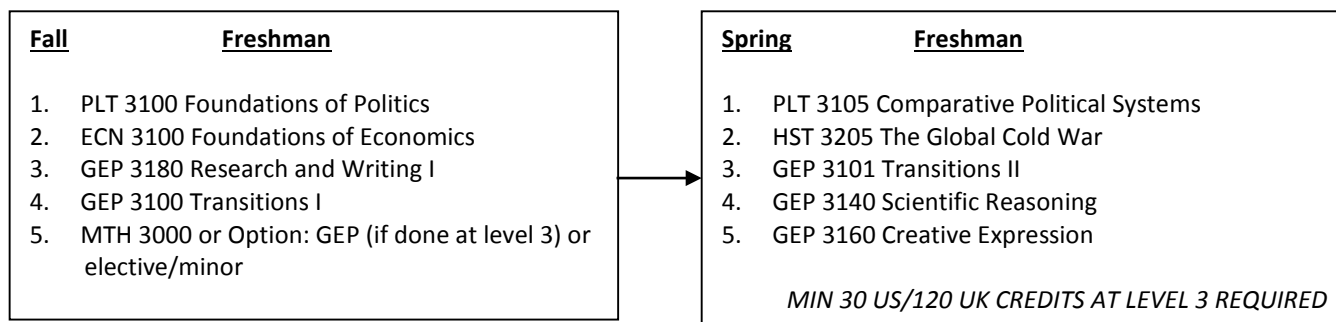 Fall Freshman
1. PLT 3100 Foundations of Politics
2. ECN 3100 Foundations of Economics
3. GEP 3180 Research and Writing I
4. GEP 3100 Transitions I
5. MTH 3000 or Option: GEP (if done at level 3) or
elective/minor
Spring Freshman
1. PLT 3105 Comparative Political Systems
2. HST 3205 The Global Cold War
3. GEP 3101 Transitions II
4. GEP 3140 Scientific Reasoning
5. GEP 3160 Creative Expression
MIN 30 US/120 UK CREDITS AT LEVEL 3 REQUIRED